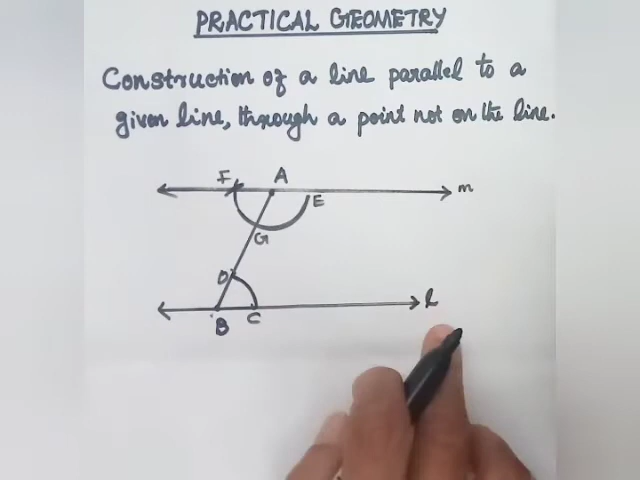 PRACTICAL GEOMETRY
Construction of a line parallel to a
given line, through a point not on the line.
F A
m
E
G
D
l
B C